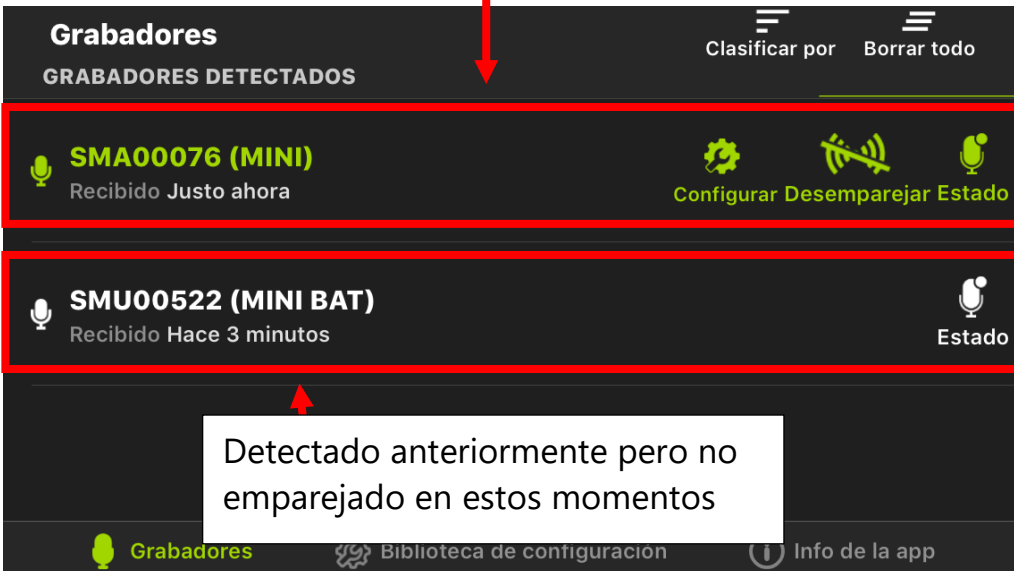 Grabadores
Clasificar por
Borrar todo
GRABADORES DETECTADOS
SMA00076 (MINI)
Recibido Justo ahora
Configurar
Desemparejar
Estado
SMU00522 (MINI BAT)
Recibido Hace 3 minutos
Estado
Detectado anteriormente pero no
emparejado en estos momentos
Grabadores
Biblioteca de configuración
Info de la app